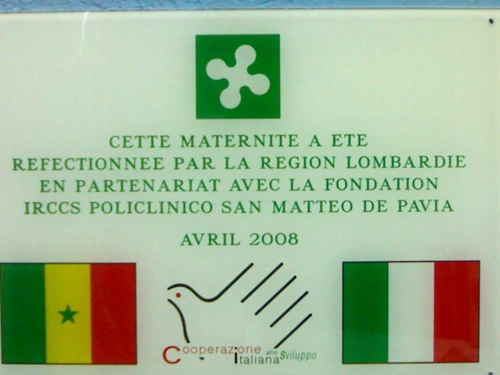 CETTE MATERNITE A ETE
REFECTIONNEE PAR LA REGION LOMBARDIE
EN PARTENARIAT AVEC LA FONDATION
IRCCS POLICLINICO SAN MATTEO DE PAVIA
AVRIL 2008
Cooperazione
Italiana allo Sviluppo